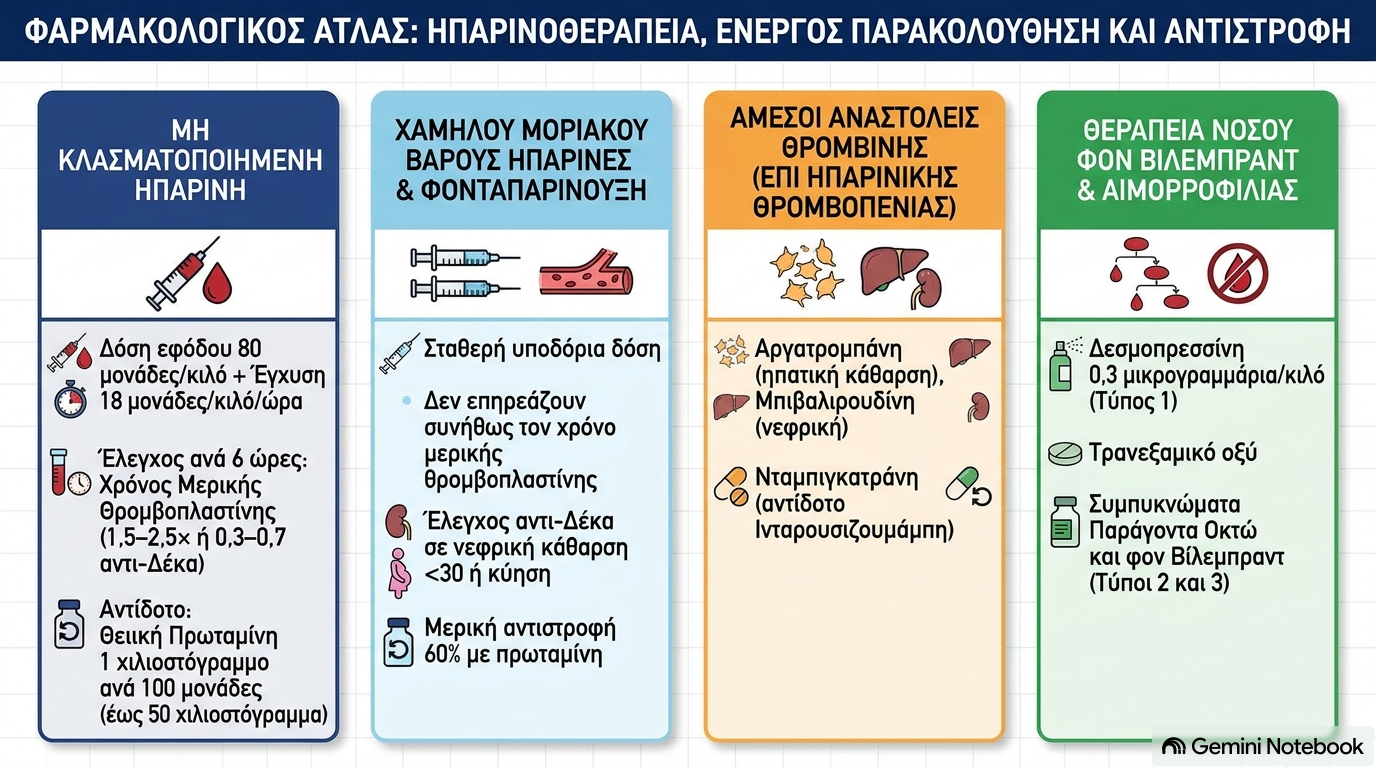 ΦΑΡΜΑΚΟΛΟΓΙΚΟΣ ΑΤΛΑΣ: ΗΠΑΡΙΝΟΘΕΡΑΠΕΙΑ, ΕΝΕΡΓΟΣ ΠΑΡΑΚΟΛΟΥΘΗΣΗ ΚΑΙ ΑΝΤΙΣΤΡΟΦΗ
ΜΗ
ΚΛΑΣΜΑΤΟΠΟΙΗΜΕΝΗ
ΗΠΑΡΙΝΗ
Δόση εφόδου 80
μονάδες/κιλό + Έγχυση
18 μονάδες/κιλό/ώρα
Έλεγχος ανά 6 ώρες:
Χρόνος Μερικής
Θρομβοπλαστίνης
(1,5–2,5× ή 0,3–0,7
αντι-Δέκα)
Αντίδοτο:
Θειική Πρωταμίνη
1 χιλιοστόγραμμο
ανά 100 μονάδες
(έως 50 χιλιοστόγραμμα)
ΧΑΜΗΛΟΥ ΜΟΡΙΑΚΟΥ
ΒΑΡΟΥΣ ΗΠΑΡΙΝΕΣ
& ΦΟΝΤΑΠΑΡΙΝΟΥΞΗ
Σταθερή υποδόρια δόση
Δεν επηρεάζουν
συνήθως τον χρόνο
μερικής
θρομβοπλαστίνης
Έλεγχος αντι-Δέκα
σε νεφρική κάθαρση
<30 ή κύηση
Μερική αντιστροφή
60% με πρωταμίνη
ΑΜΕΣΟΙ ΑΝΑΣΤΟΛΕΙΣ
ΘΡΟΜΒΙΝΗΣ
(ΕΠΙ ΗΠΑΡΙΝΙΚΗΣ
ΘΡΟΜΒΟΠΕΝΙΑΣ)
Αργατρομπάνη
(ηπατική κάθαρση),
Μπιβαλιρουδίνη
(νεφρική)
Νταμπιγκατράνη
(αντίδοτο
Ινταρουσιζουμάμπη)
ΘΕΡΑΠΕΙΑ ΝΟΣΟΥ
ΦΟΝ ΒΙΛΕΜΠΡΑΝΤ
& ΑΙΜΟΡΡΟΦΙΛΙΑΣ
Δεσμοπρεσσίνη
0,3 μικρογραμμάρια/κιλό
(Τύπος 1)
Τρανεξαμικό οξύ
Συμπυκνώματα
Παράγοντα Οκτώ
και φον Βίλεμπραντ
(Τύποι 2 και 3)
Gemini Notebook